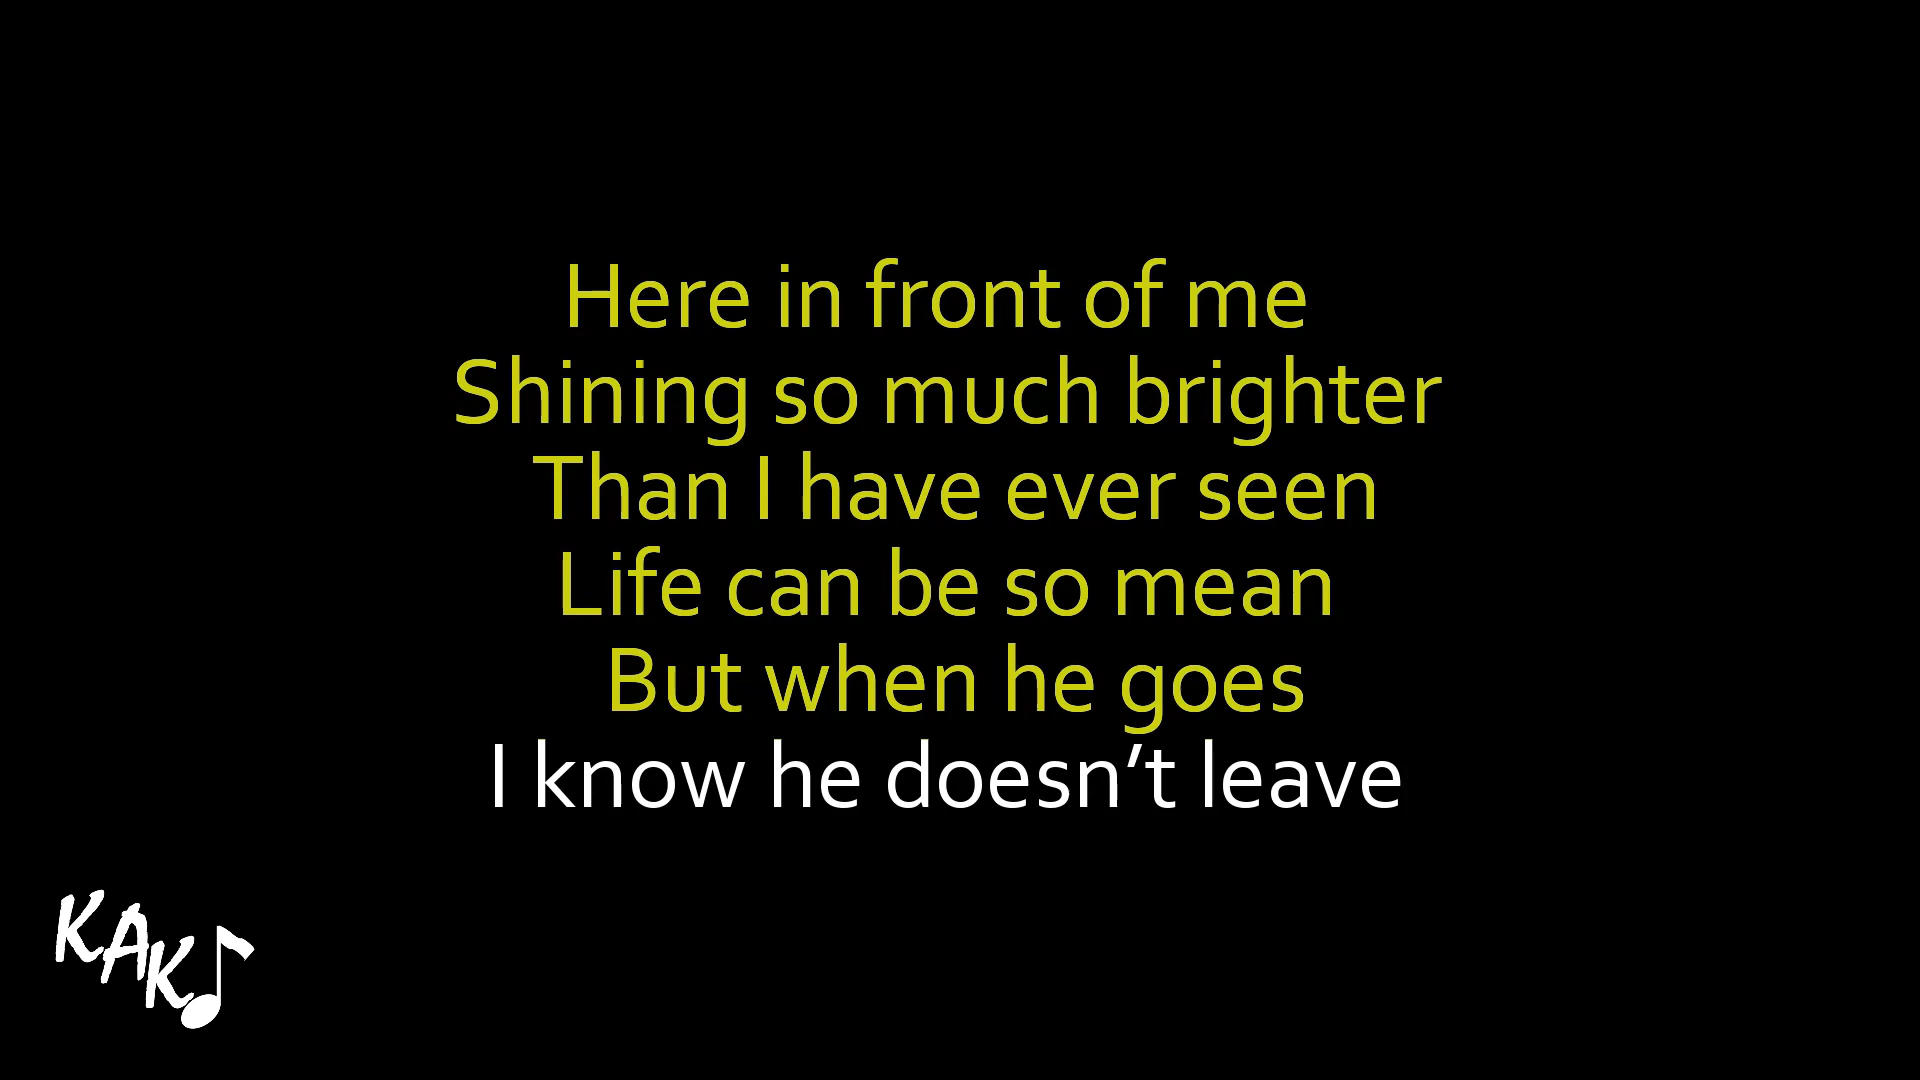 Here in front of me
Shining so much brighter
Than I have ever seen
Life can be so mean
But when he goes
I know he doesn’t leave
KAK